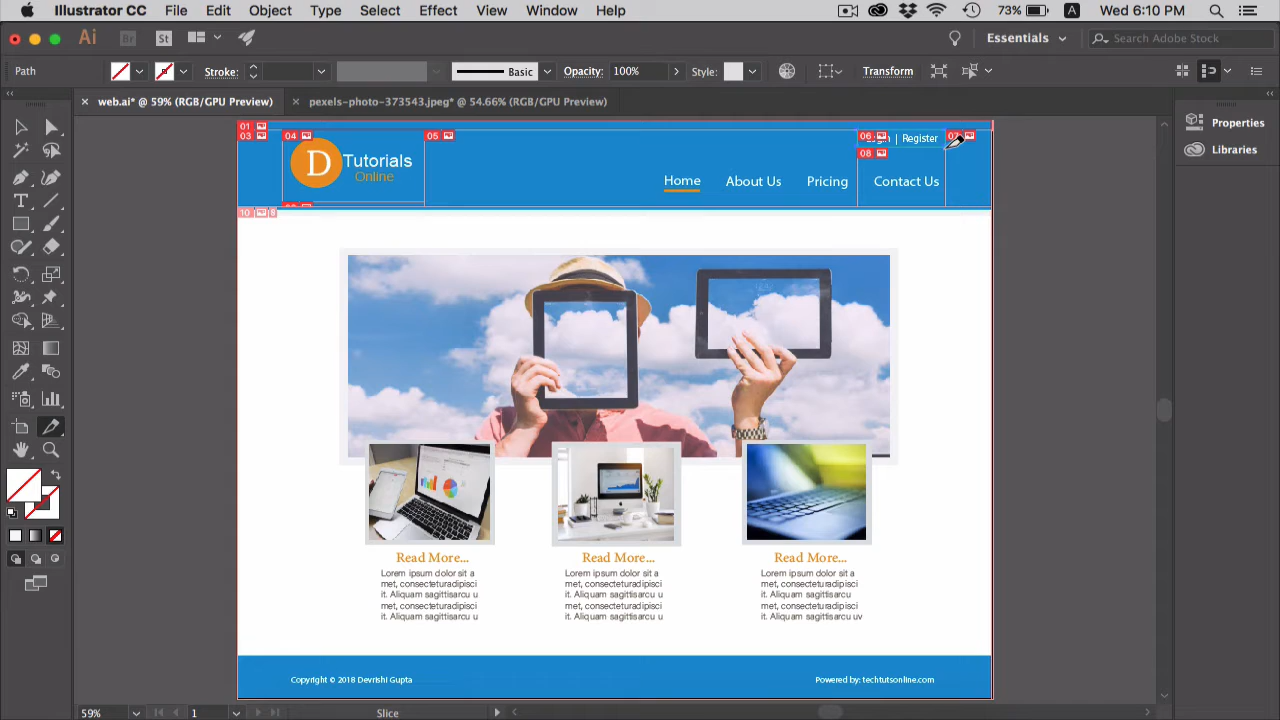 Illustrator CC File Edit Object Type Select Effect View Window Help 73% A Wed 6:10 PM
Ai Br St Essentials Search Adobe Stock
Path Stroke: Basic Opacity: 100% Style: Transform
web.ai* @ 59% (RGB/GPU Preview) pexels-photo-373543.jpeg* @ 54.66% (RGB/GPU Preview)
Properties
Libraries
01
03 04 05 06 07
| Register
08
D Tutorials
Online
Home About Us Pricing Contact Us
10 8
Read More... Read More... Read More...
Lorem ipsum dolor sit a Lorem ipsum dolor sit a Lorem ipsum dolor sit a
met, consecteturadipisci met, consecteturadipisci met, consecteturadipisci
it. Aliquam sagittisarcu u it. Aliquam sagittisarcu u it. Aliquam sagittisarcu
met, consecteturadipisci met, consecteturadipisci met, consecteturadipisci
it. Aliquam sagittisarcu u it. Aliquam sagittisarcu u it. Aliquam sagittisarcu uv
Copyright © 2018 Devrishi Gupta Powered by: techtutsonline.com
59% 1 Slice